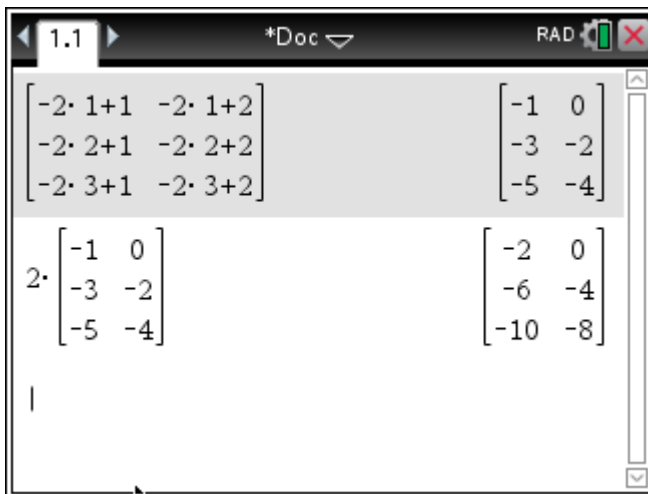 1.1 *Doc RAD
-2· 1+1 -2· 1+2 -1 0
-2· 2+1 -2· 2+2 -3 -2
-2· 3+1 -2· 3+2 -5 -4
-1 0 -2 0
2· -3 -2 -6 -4
-5 -4 -10 -8